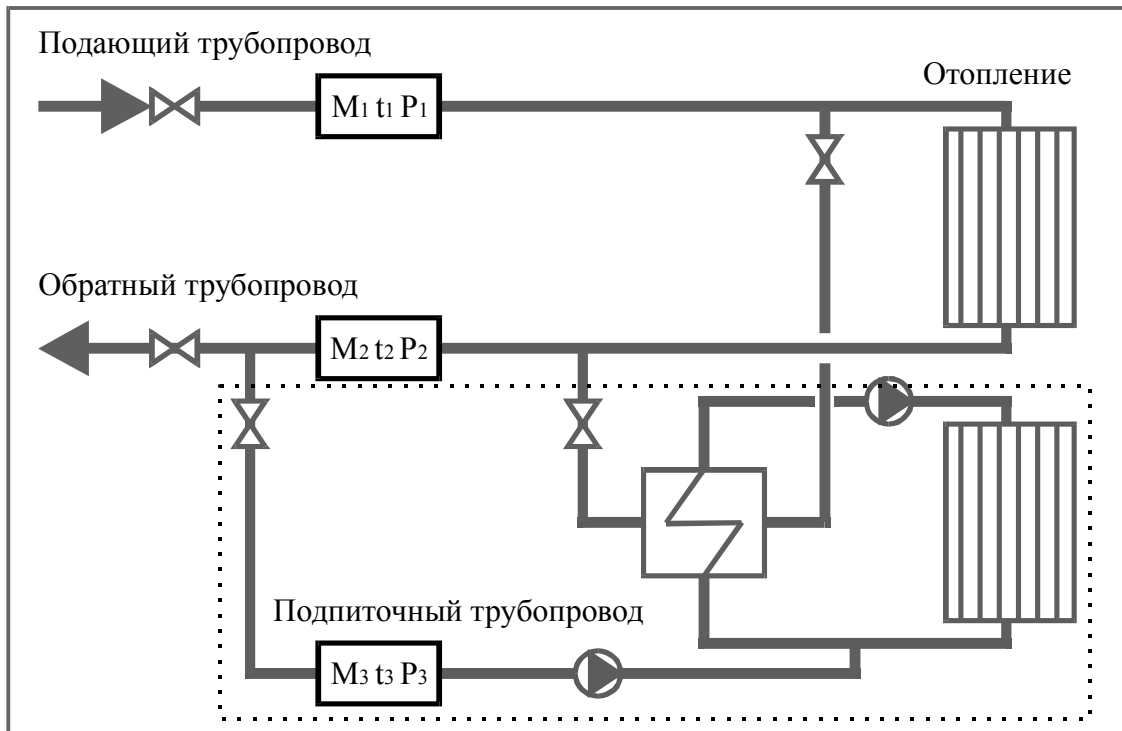 Подающий трубопровод
Отопление
M1 t1 P1
Обратный трубопровод
M2 t2 P2
Подпиточный трубопровод
M3 t3 P3